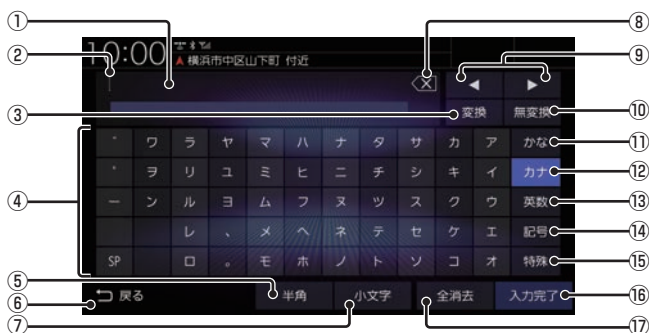 ① ⑧
② 10:00 ⑨
横浜市中区山下町 付近
◀ ▶
③ 変換 無変換 ⑩
゛ ワ ラ ヤ マ ハ ナ タ サ カ ア かな ⑪
゜ ヲ リ ユ ミ ヒ ニ チ シ キ イ カナ ⑫
④ ー ン ル ヨ ム フ ヌ ツ ス ク ウ 英数 ⑬
レ 、 メ ヘ ネ テ セ ケ エ 記号 ⑭
SP ロ 。 モ ホ ノ ト ソ コ オ 特殊 ⑮
⑤ ⑥ 戻る 半角 小文字 全消去 入力完了 ⑯
⑦ ⑰